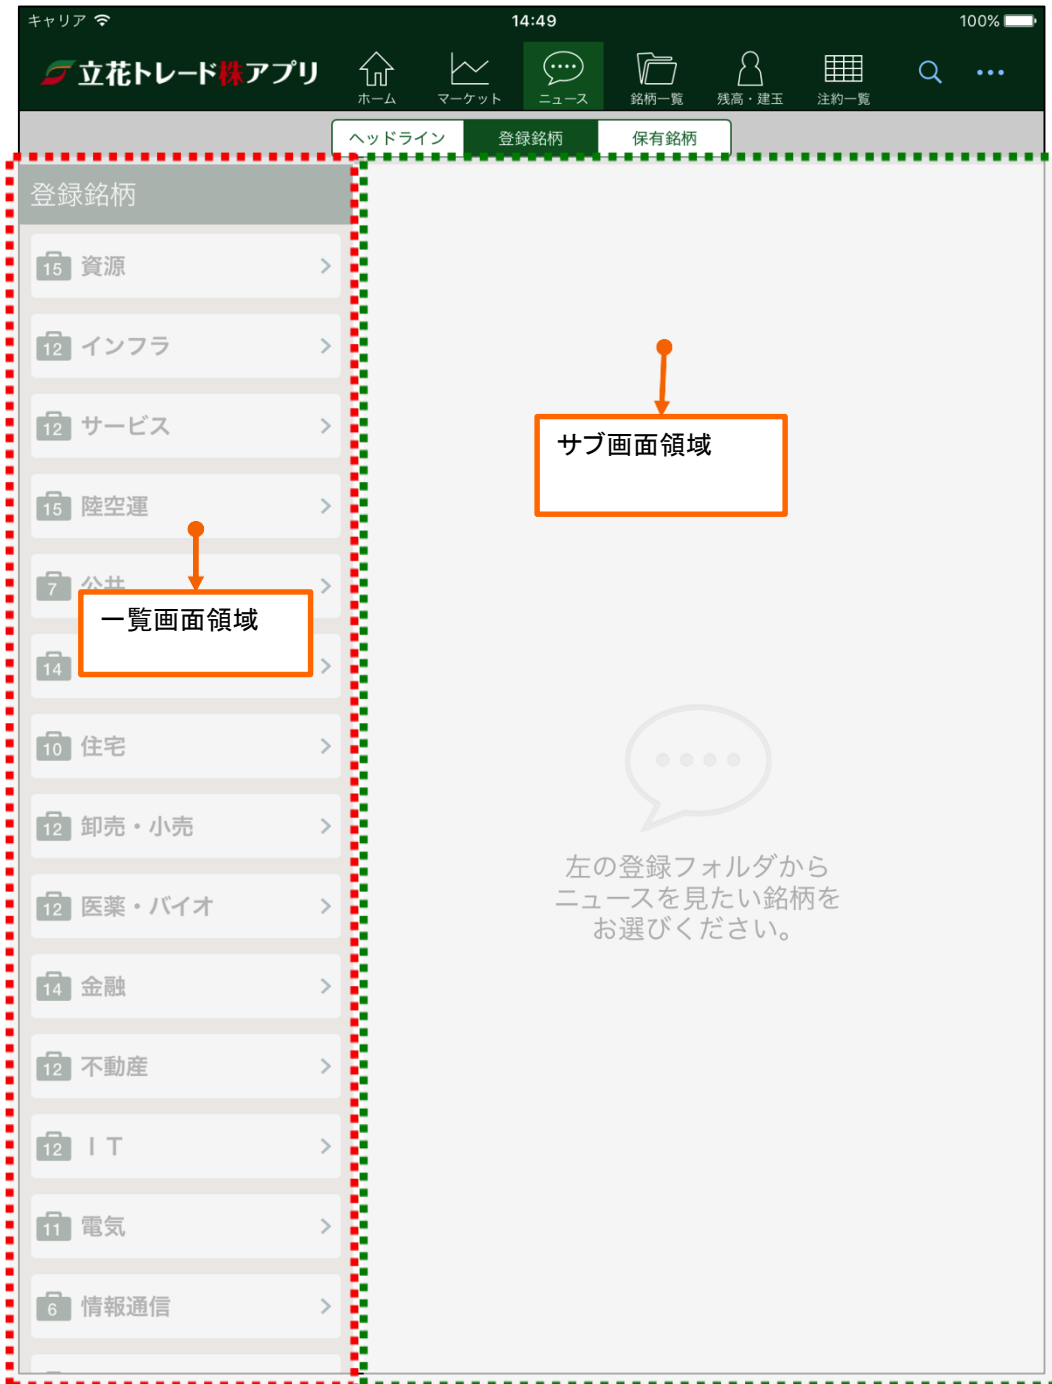 キャリア 14:49 100%
立花トレード株アプリ
ホーム マーケット ニュース 銘柄一覧 残高・建玉 注約一覧
ヘッドライン 登録銘柄 保有銘柄
登録銘柄
15 資源
12 インフラ
12 サービス
15 陸空運
7 公共
14
10 住宅
12 卸売・小売
12 医薬・バイオ
14 金融
12 不動産
12 IT
11 電気
6 情報通信
一覧画面領域
サブ画面領域
左の登録フォルダから
ニュースを見たい銘柄を
お選びください。